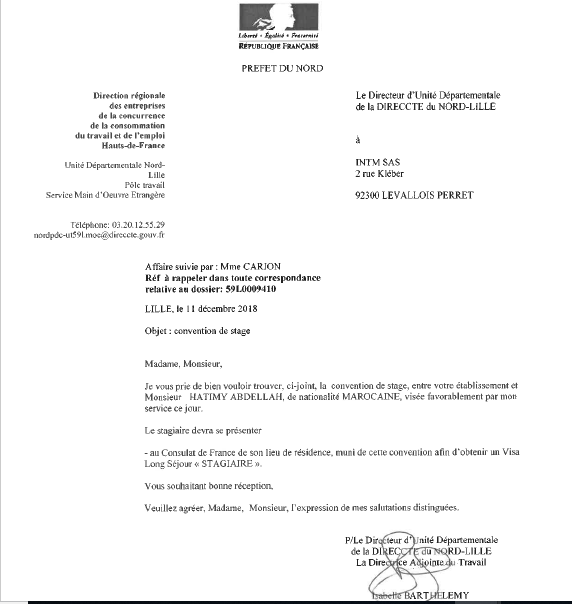 Liberté • Égalité • Fraternité
RÉPUBLIQUE FRANÇAISE
PREFET DU NORD
Direction régionale
des entreprises
de la concurrence
de la consommation
du travail et de l'emploi
Hauts-de-France
Unité Départementale Nord-
Lille
Pôle travail
Service Main d'Oeuvre Etrangère
Téléphone: 03.20.12.55.29
nordpdc-ut59l.moe@direccte.gouv.fr
Le Directeur d'Unité Départementale
de la DIRECCTE du NORD-LILLE
à
INTM SAS
2 rue Kléber
92300 LEVALLOIS PERRET
Affaire suivie par : Mme CARION
Réf à rappeler dans toute correspondance
relative au dossier: 59L0009410
LILLE, le 11 décembre 2018
Objet : convention de stage
Madame, Monsieur,
Je vous prie de bien vouloir trouver, ci-joint, la convention de stage, entre votre établissement et
Monsieur HATIMY ABDELLAH, de nationalité MAROCAINE, visée favorablement par mon
service ce jour.
Le stagiaire devra se présenter
- au Consulat de France de son lieu de résidence, muni de cette convention afin d'obtenir un Visa
Long Séjour « STAGIAIRE ».
Vous souhaitant bonne réception,
Veuillez agréer, Madame, Monsieur, l'expression de mes salutations distinguées.
P/Le Directeur d'Unité Départementale
de la DIRECCTE du NORD-LILLE
La Directrice Adjointe du Travail
Isabelle BARTHELEMY